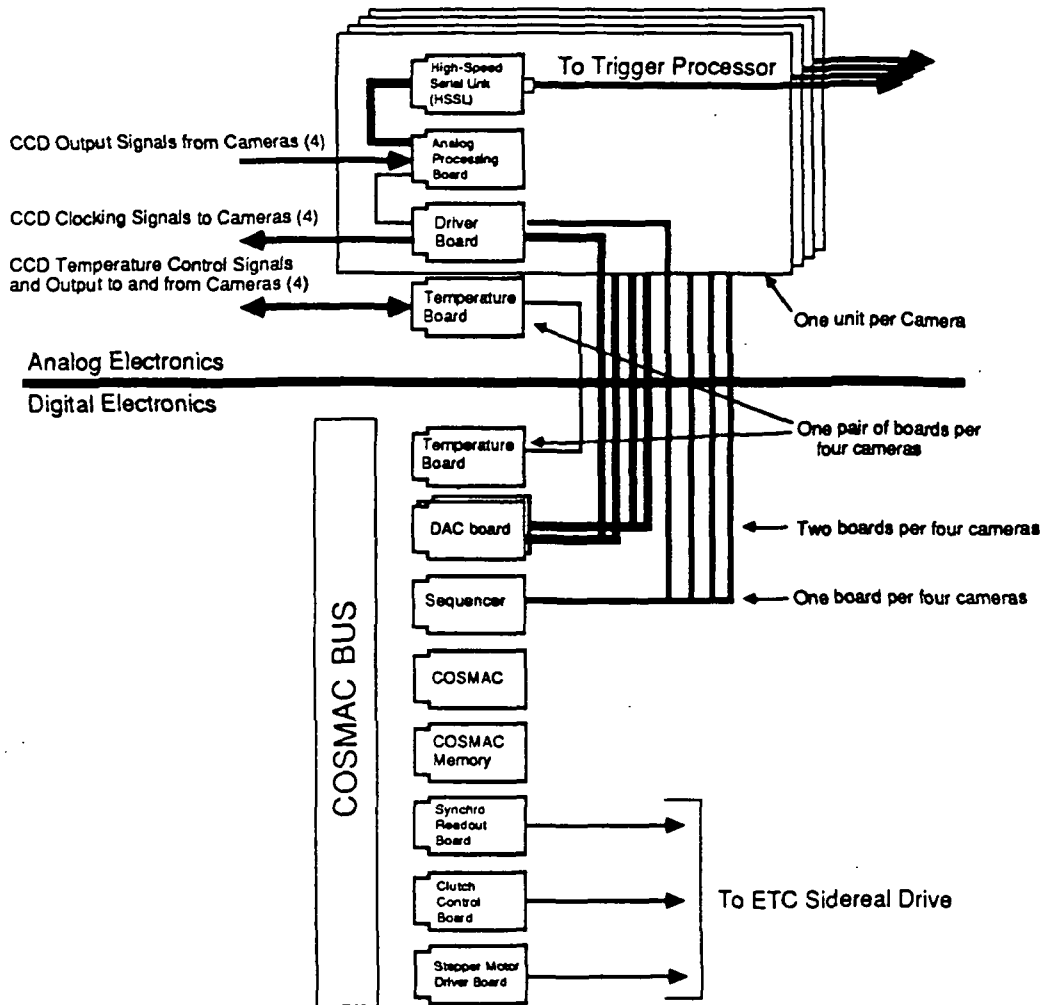 High-Speed
Serial Unit
(HSSL)
To Trigger Processor
CCD Output Signals from Cameras (4)
Analog
Processing
Board
CCD Clocking Signals to Cameras (4)
Driver
Board
CCD Temperature Control Signals
and Output to and from Cameras (4)
Temperature
Board
One unit per Camera
Analog Electronics
Digital Electronics
Temperature
Board
One pair of boards per
four cameras
DAC board
Two boards per four cameras
Sequencer
One board per four cameras
COSMAC BUS
COSMAC
COSMAC
Memory
Synchro
Readout
Board
Clutch
Control
Board
To ETC Sidereal Drive
Stepper Motor
Driver Board